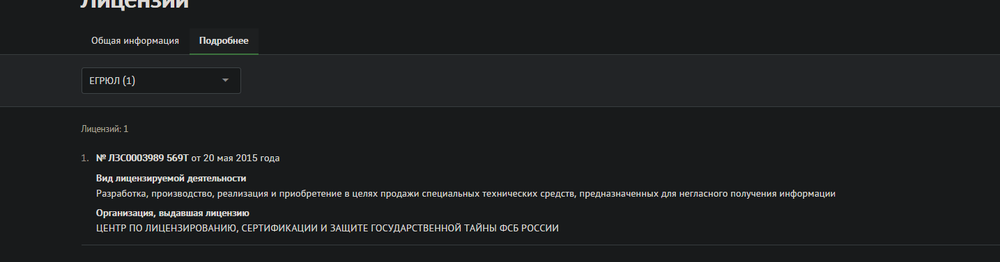 Лицензии
Общая информация
Подробнее
ЕГРЮЛ (1)
Лицензий: 1
1. № ЛЗС0003989 569Т от 20 мая 2015 года
Вид лицензируемой деятельности
Разработка, производство, реализация и приобретение в целях продажи специальных технических средств, предназначенных для негласного получения информации
Организация, выдавшая лицензию
ЦЕНТР ПО ЛИЦЕНЗИРОВАНИЮ, СЕРТИФИКАЦИИ И ЗАЩИТЕ ГОСУДАРСТВЕННОЙ ТАЙНЫ ФСБ РОССИИ